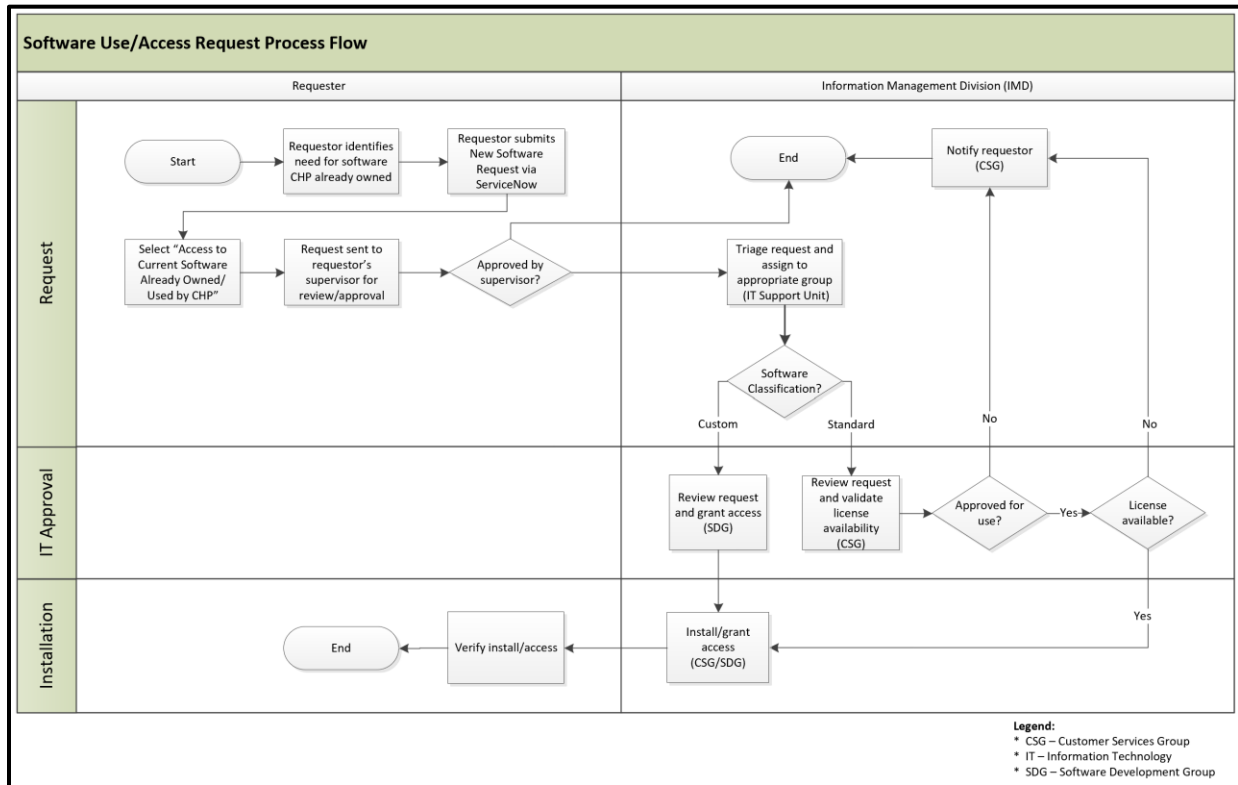 Software Use/Access Request Process Flow
Requester
Information Management Division (IMD)
Request
Start
Requestor identifies
need for software
CHP already owned
Requestor submits
New Software
Request via
ServiceNow
End
Notify requestor
(CSG)
Select “Access to
Current Software
Already Owned/
Used by CHP”
Request sent to
requestor’s
supervisor for
review/approval
Approved by
supervisor?
Triage request and
assign to
appropriate group
(IT Support Unit)
Software
Classification?
Custom
Standard
No
No
IT Approval
Review request
and grant access
(SDG)
Review request
and validate
license
availability
(CSG)
Approved for
use?
Yes
License
available?
Yes
Installation
End
Verify install/access
Install/grant
access
(CSG/SDG)
Legend:
* CSG – Customer Services Group
* IT – Information Technology
* SDG – Software Development Group